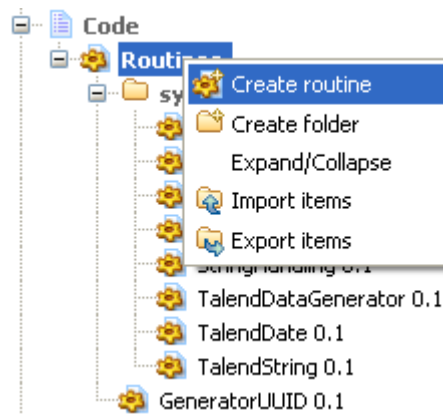 Code
Routines
sy
Create routine
Create folder
Expand/Collapse
Import items
Export items
StringHandling 0.1
TalendDataGenerator 0.1
TalendDate 0.1
TalendString 0.1
GeneratorUUID 0.1